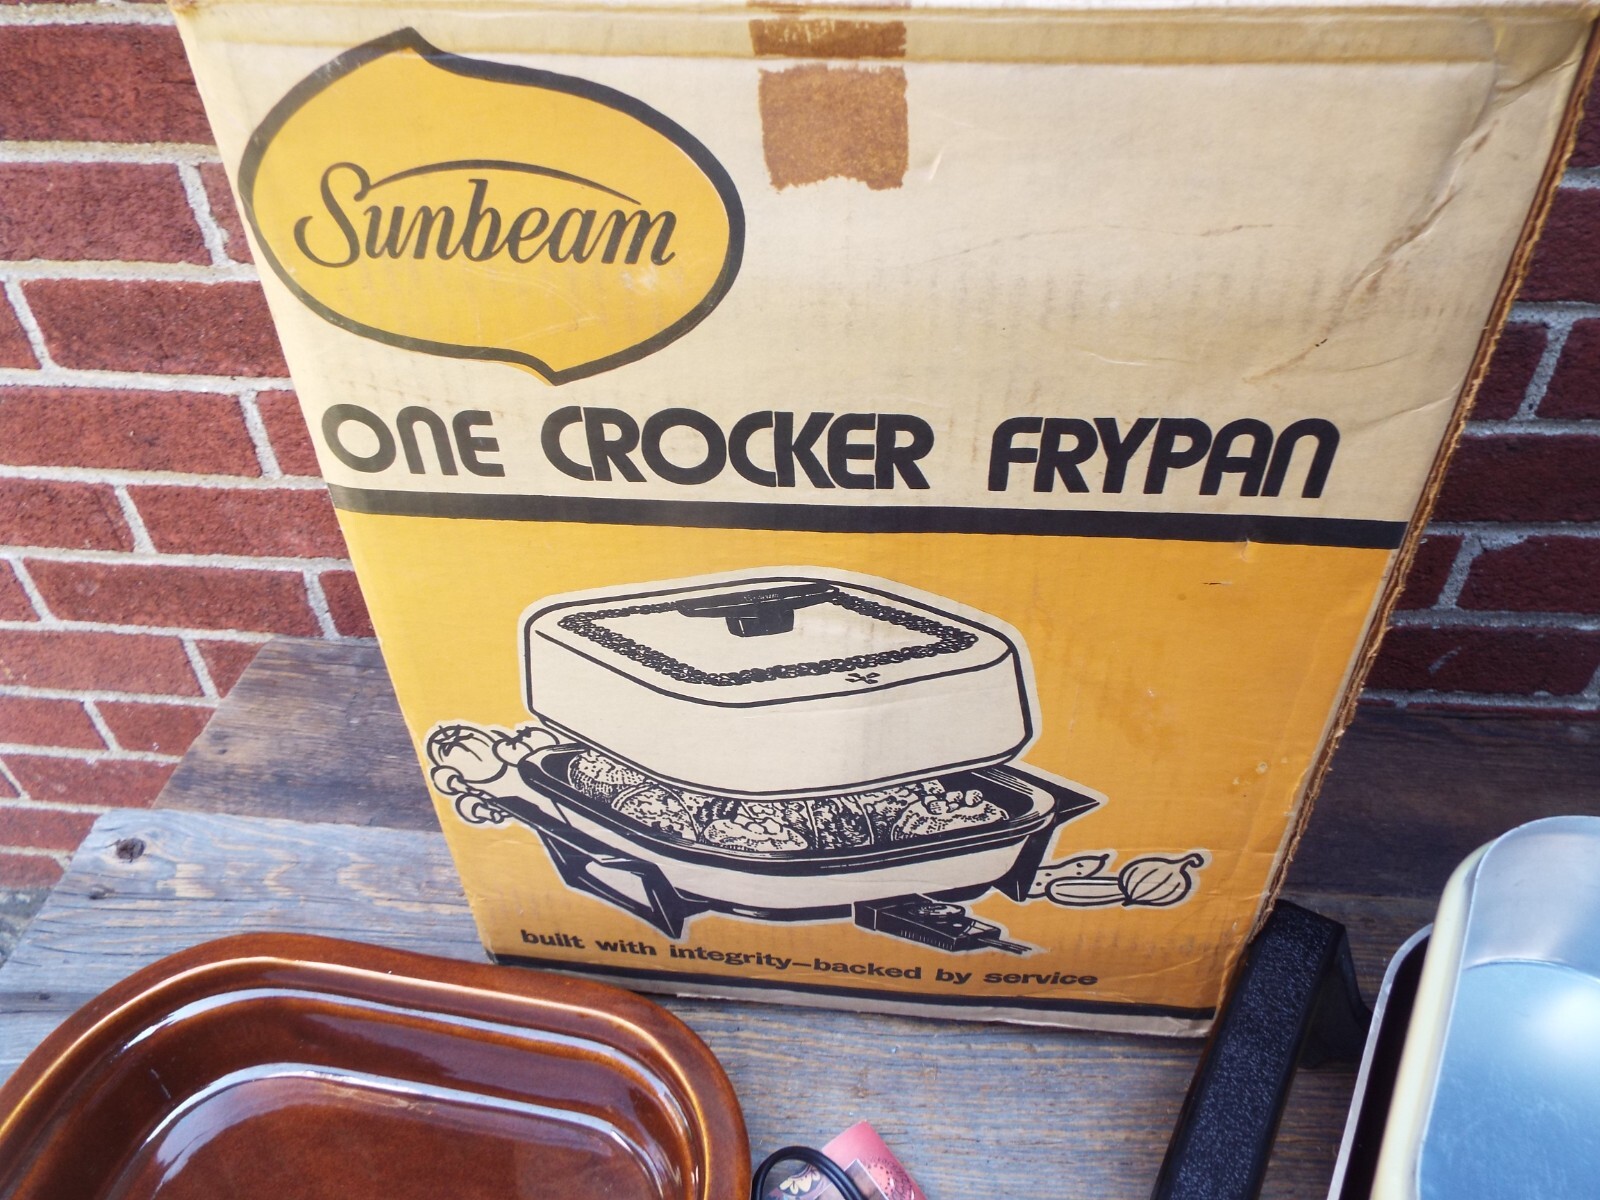 Sunbeam
ONE CROCKER FRYPAN
built with integrity—backed by service